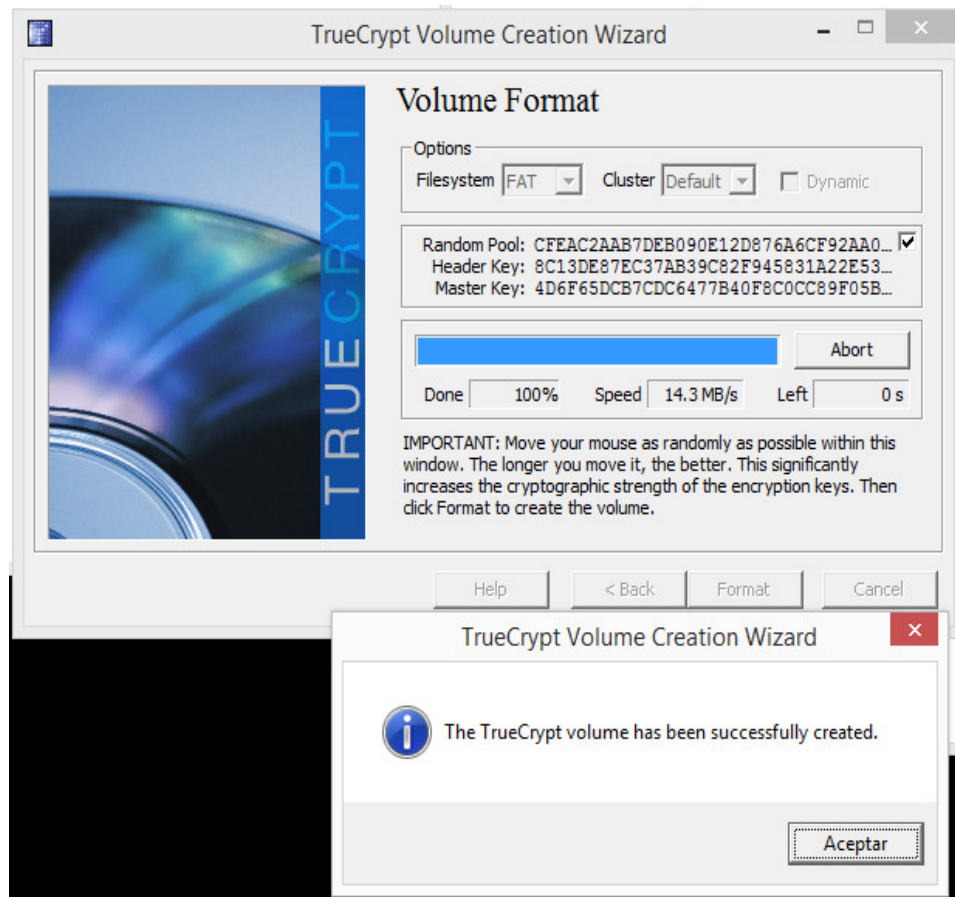 TrueCrypt Volume Creation Wizard
TRUECRYPT
Volume Format
Options
Filesystem FAT Cluster Default Dynamic
Random Pool: CFEAC2AAB7DEB090E12D876A6CF92AA0...
Header Key: 8C13DE87EC37AB39C82F945831A22E53...
Master Key: 4D6F65DCB7CDC6477B40F8C0CC89F05B...
Abort
Done 100% Speed 14.3 MB/s Left 0 s
IMPORTANT: Move your mouse as randomly as possible within this
window. The longer you move it, the better. This significantly
increases the cryptographic strength of the encryption keys. Then
click Format to create the volume.
Help < Back Format Cancel
TrueCrypt Volume Creation Wizard
The TrueCrypt volume has been successfully created.
Aceptar